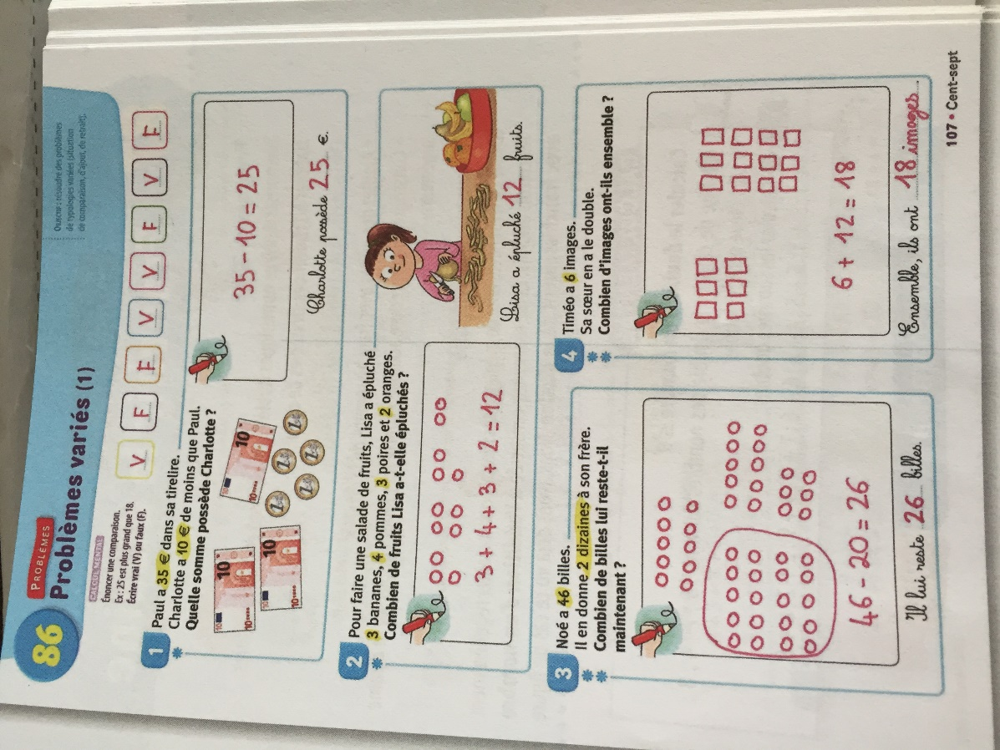 86
PROBLÈMES
Problèmes variés (1)
OBJECTIF : résoudre des problèmes
de typologies variées (situation
de comparaison, d'ajout, de retrait).
CALCUL MENTAL
Énoncer une comparaison.
Ex : 25 est plus grand que 18.
Écrire vrai (V) ou faux (F).
V F F V V F V F
1 Paul a 35 € dans sa tirelire.
Charlotte a 10 € de moins que Paul.
Quelle somme possède Charlotte ?
35 - 10 = 25
Charlotte possède 25 €.
2 Pour faire une salade de fruits, Lisa a épluché
3 bananes, 4 pommes, 3 poires et 2 oranges.
Combien de fruits Lisa a-t-elle épluchés ?
3 + 4 + 3 + 2 = 12
Lisa a épluché 12 fruits.
3 Noé a 46 billes.
Il en donne 2 dizaines à son frère.
Combien de billes lui reste-t-il
maintenant ?
46 - 20 = 26
Il lui reste 26 billes.
4 Timéo a 6 images.
Sa sœur en a le double.
Combien d'images ont-ils ensemble ?
6 + 12 = 18
Ensemble, ils ont 18 images.
107 • Cent-sept